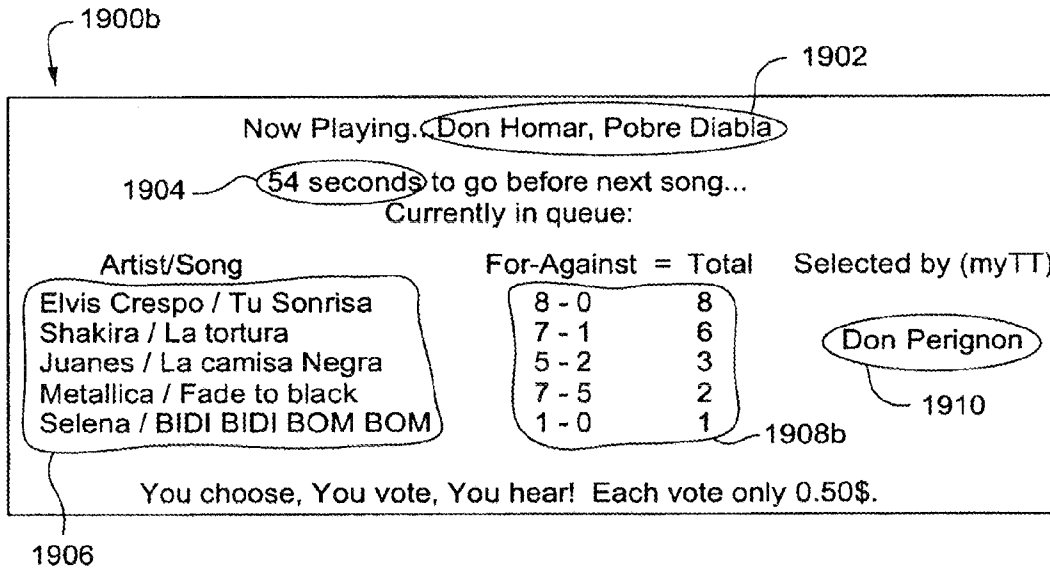 1900b
1902
Now Playing...Don Homar, Pobre Diabla
1904
54 seconds to go before next song...
Currently in queue:
Artist/Song For-Against = Total Selected by (myTT)
Elvis Crespo / Tu Sonrisa 8 - 0 8
Shakira / La tortura 7 - 1 6
Don Perignon
Juanes / La camisa Negra 5 - 2 3
Metallica / Fade to black 7 - 5 2
1910
Selena / BIDI BIDI BOM BOM 1 - 0 1
1908b
You choose, You vote, You hear! Each vote only 0.50$.
1906